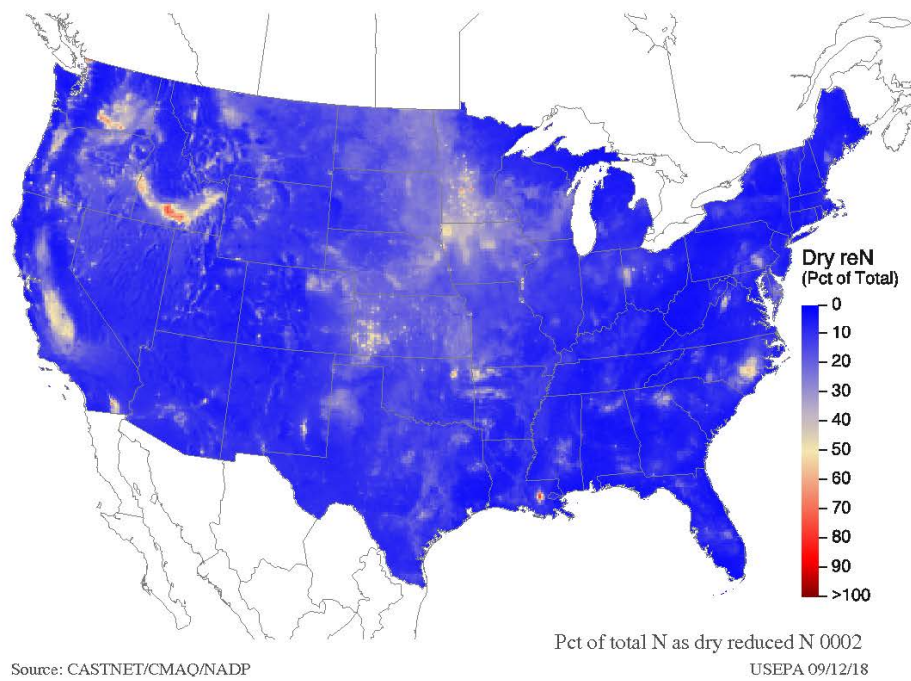 Dry reN
(Pct of Total)
0
10
20
30
40
50
60
70
80
90
>100
Pct of total N as dry reduced N 0002
Source: CASTNET/CMAQ/NADP
USEPA 09/12/18